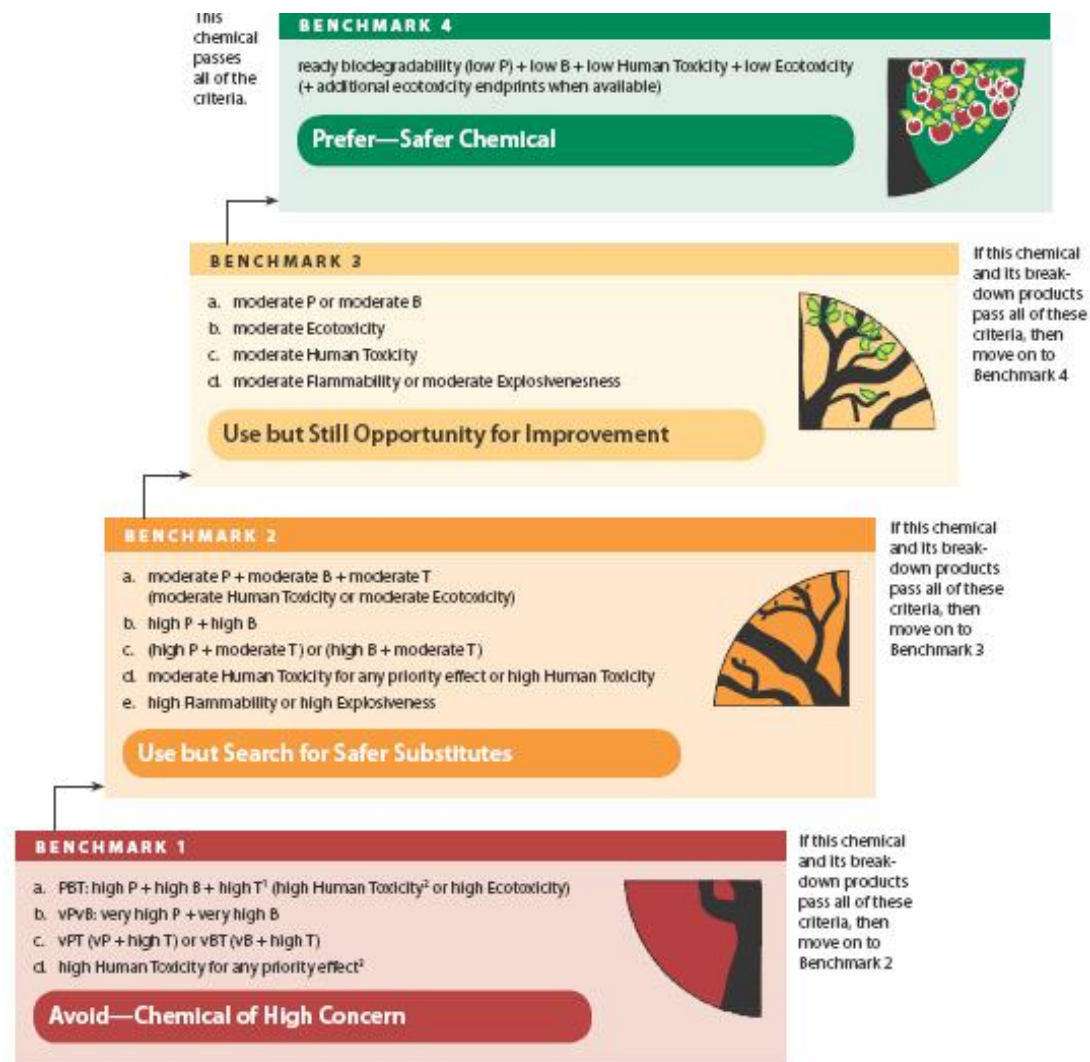 This
chemical
passes
all of the
criteria.
BENCHMARK 4
ready biodegradability (low P) + low B + low Human Toxicity + low Ecotoxicity
(+ additional ecotoxicity endprints when available)
Prefer—Safer Chemical
BENCHMARK 3
a. moderate P or moderate B
b. moderate Ecotoxicity
c. moderate Human Toxicity
d. moderate Flammability or moderate Explosivenesness
Use but Still Opportunity for Improvement
If this chemical
and its break-
down products
pass all of these
criteria, then
move on to
Benchmark 4
BENCHMARK 2
a. moderate P + moderate B + moderate T
(moderate Human Toxicity or moderate Ecotoxicity)
b. high P + high B
c. (high P + moderate T) or (high B + moderate T)
d. moderate Human Toxicity for any priority effect or high Human Toxicity
e. high Flammability or high Explosiveness
Use but Search for Safer Substitutes
If this chemical
and its break-
down products
pass all of these
criteria, then
move on to
Benchmark 3
BENCHMARK 1
a. PBT: high P + high B + high T¹ (high Human Toxicity² or high Ecotoxicity)
b. vPvB: very high P + very high B
c. vPT (vP + high T) or vBT (vB + high T)
d. high Human Toxicity for any priority effect²
Avoid—Chemical of High Concern
If this chemical
and its break-
down products
pass all of these
criteria, then
move on to
Benchmark 2